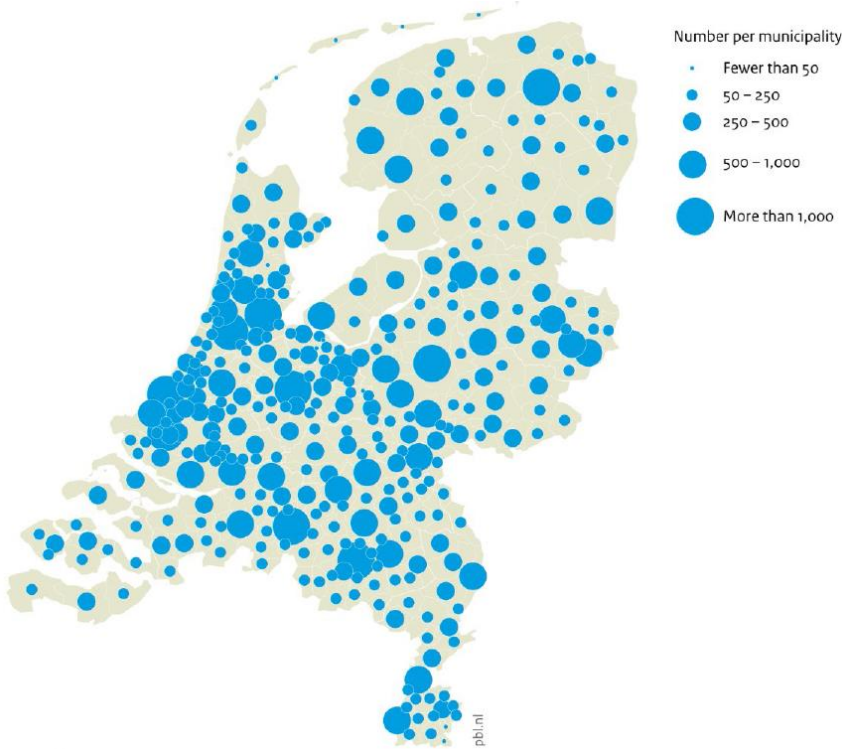 Number per municipality
Fewer than 50
50 – 250
250 – 500
500 – 1,000
More than 1,000
pbl.nl